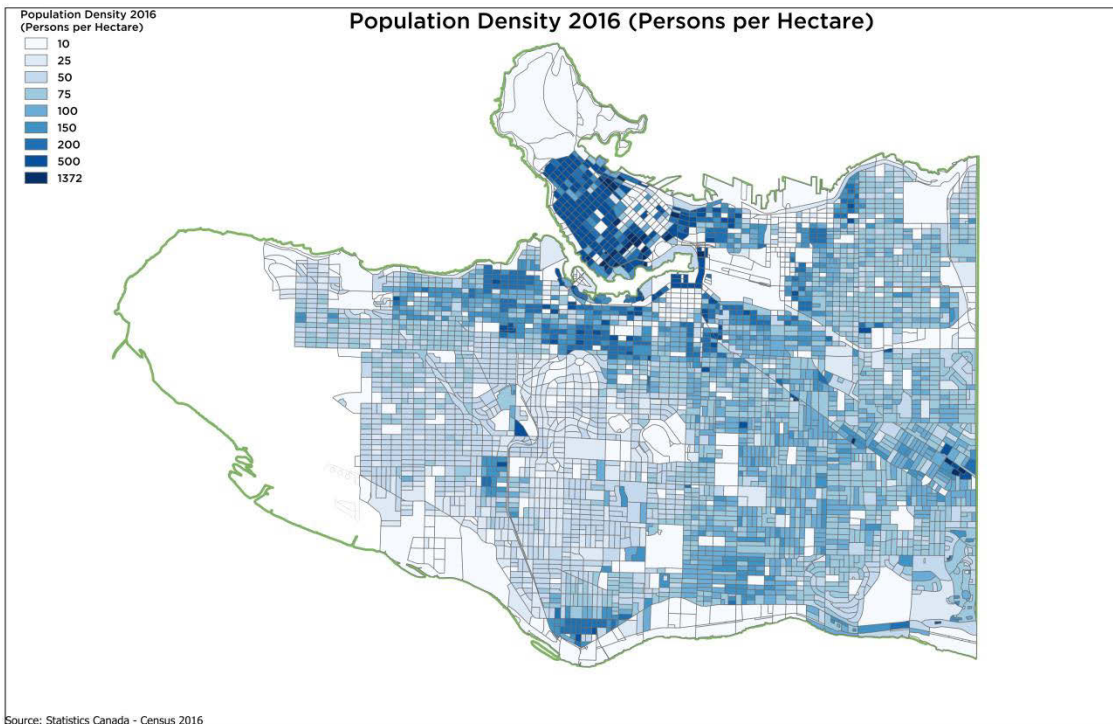 Population Density 2016 (Persons per Hectare)
Population Density 2016
(Persons per Hectare)
10
25
50
75
100
150
200
500
1372
Source: Statistics Canada - Census 2016